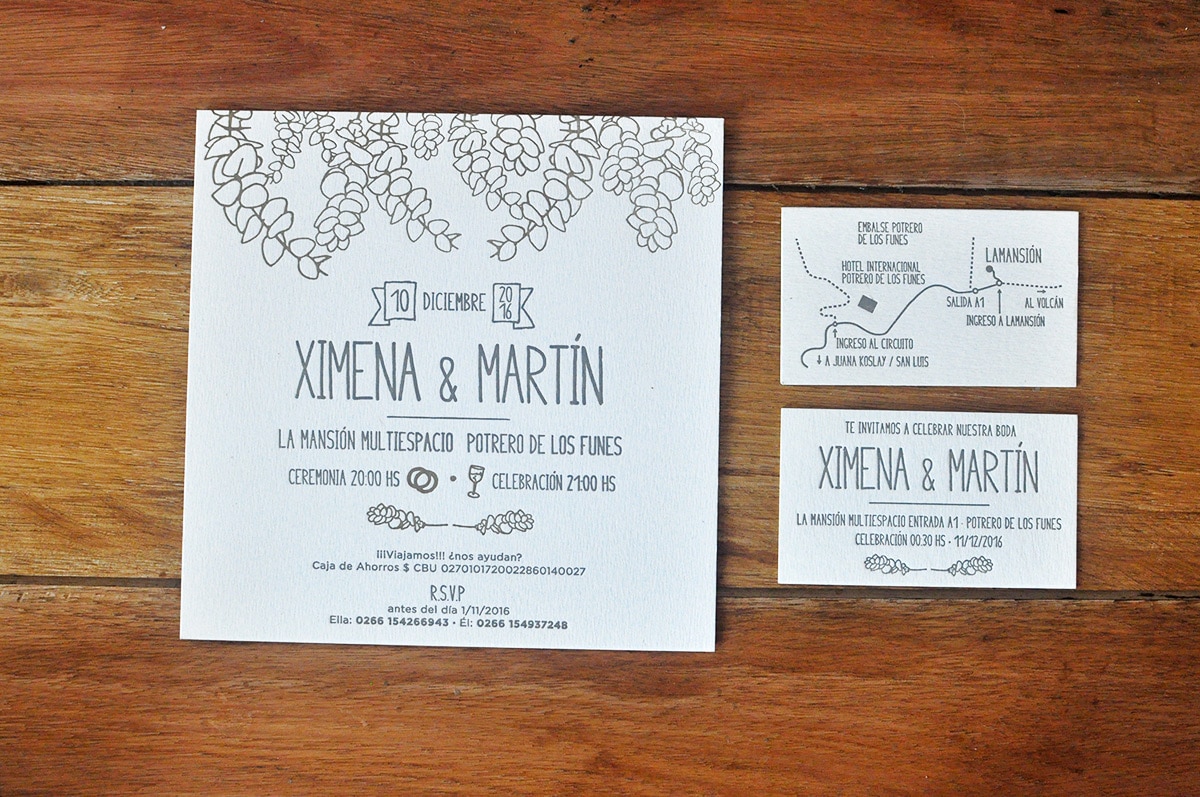 10 DICIEMBRE 20
16
XIMENA & MARTÍN
LA MANSIÓN MULTIESPACIO POTRERO DE LOS FUNES
CEREMONIA 20:00 HS • CELEBRACIÓN 21:00 HS
¡¡¡Viajamos!!! ¿nos ayudan?
Caja de Ahorros $ CBU 0270101720022860140027
R.S.V.P
antes del día 1/11/2016
Ella: 0266 154266943 • Él: 0266 154937248
EMBALSE POTRERO
DE LOS FUNES
LAMANSIÓN
HOTEL INTERNACIONAL
POTRERO DE LOS FUNES
SALIDA A1
AL VOLCÁN
INGRESO A LAMANSIÓN
INGRESO AL CIRCUITO
A JUANA KOSLAY / SAN LUIS
TE INVITAMOS A CELEBRAR NUESTRA BODA
XIMENA & MARTÍN
LA MANSIÓN MULTIESPACIO ENTRADA A1 · POTRERO DE LOS FUNES
CELEBRACIÓN 00.30 HS • 11/12/2016